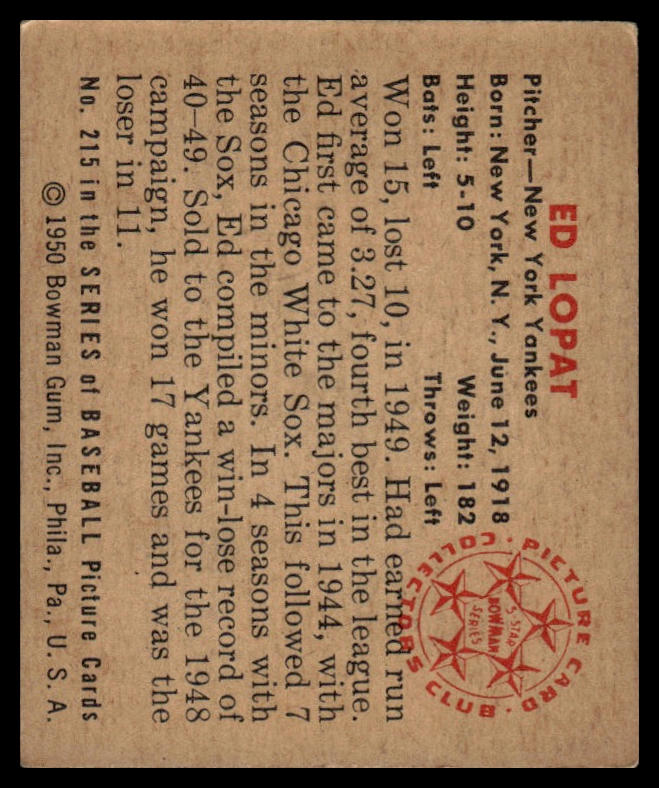 ED LOPAT
Pitcher—New York Yankees
Born: New York, N. Y., June 12, 1918
Height: 5-10 Weight: 182
Bats: Left Throws: Left
Won 15, lost 10, in 1949. Had earned run
average of 3.27, fourth best in the league.
Ed first came to the majors in 1944, with
the Chicago White Sox. This followed 7
seasons in the minors. In 4 seasons with
the Sox, Ed compiled a win-lose record of
40-49. Sold to the Yankees for the 1948
campaign, he won 17 games and was the
loser in 11.
No. 215 in the SERIES of BASEBALL Picture Cards
© 1950 Bowman Gum, Inc., Phila., Pa., U. S. A.
· PICTURE CARD · COLLECTORS CLUB
5-STAR
BOWMAN
SERIES